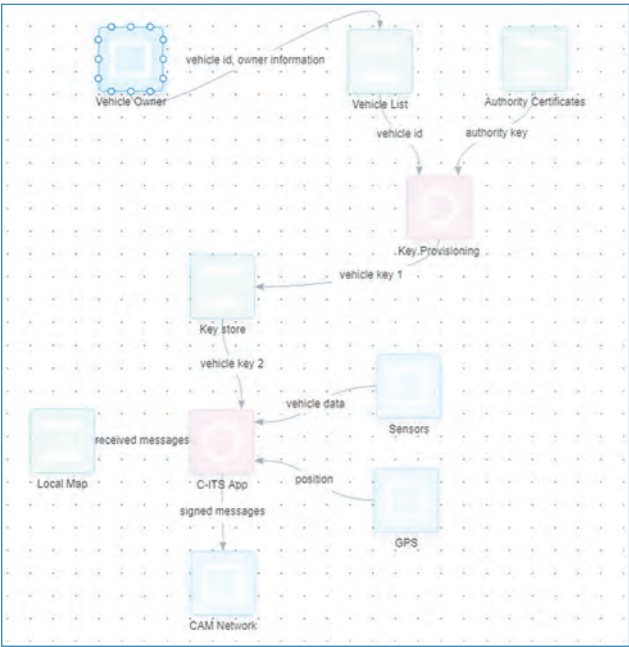 vehicle id, owner information
Vehicle Owner
Vehicle List
Authority Certificates
vehicle id
authority key
Key Provisioning
vehicle key 1
Key store
vehicle key 2
vehicle data
Sensors
received messages
Local Map
C-ITS App
position
signed messages
GPS
CAM Network